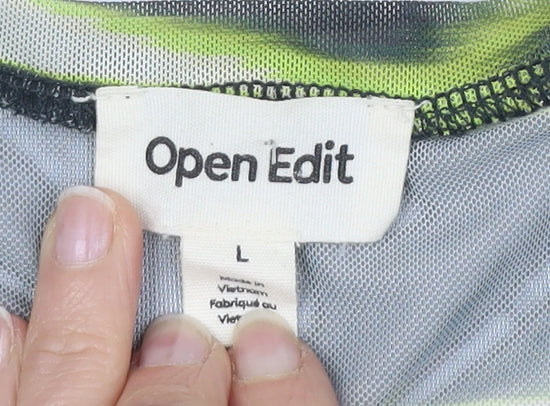 Open Edit
L
Made in
Vietnam
Fabriqué au